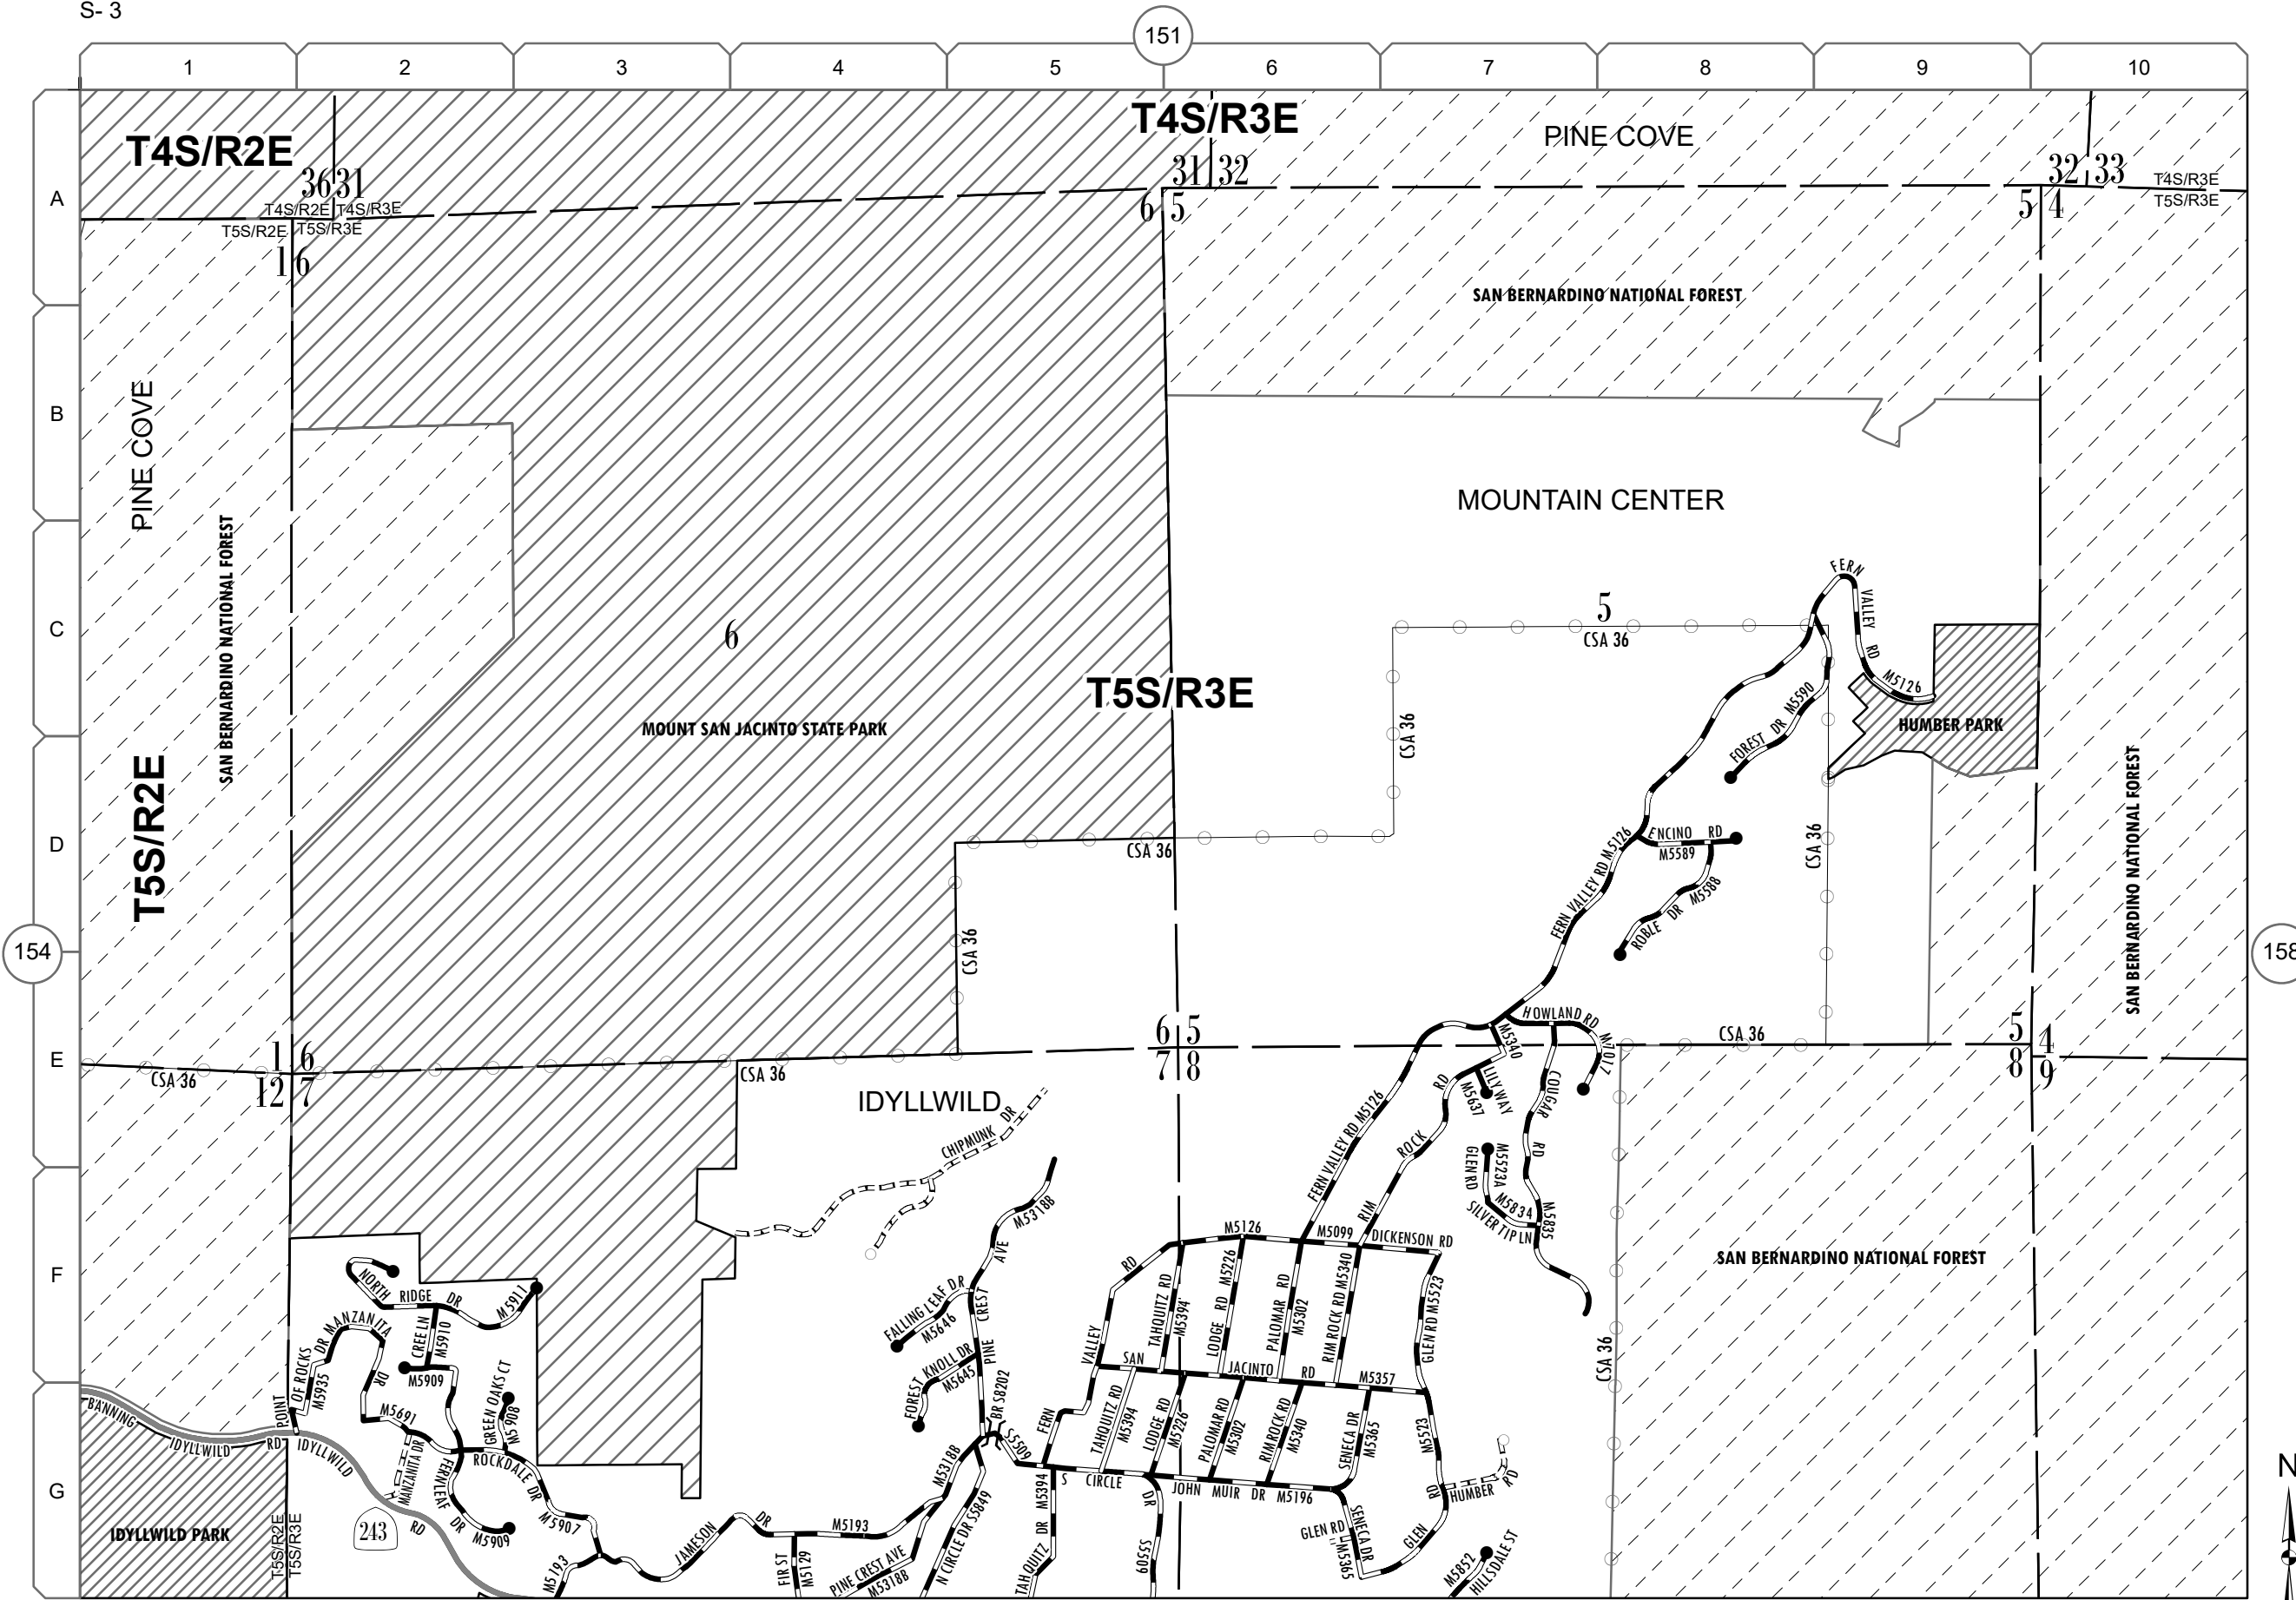 S- 3
151
1 2 3 4 5 6 7 8 9 10
T4S/R2E
T4S/R3E
PINE COVE
36 31
31 32
32 33
T4S/R2E T4S/R3E
T4S/R3E
T5S/R3E
T5S/R2E T5S/R3E
A
6 5
5 4
1 6
SAN BERNARDINO NATIONAL FOREST
PINE COVE
B
MOUNTAIN CENTER
SAN BERNARDINO NATIONAL FOREST
FERN
VALLEY
RD
M5126
C
5
CSA 36
6
T5S/R3E
MOUNT SAN JACINTO STATE PARK
CSA 36
FOREST DR M5590
HUMBER PARK
T5S/R2E
SAN BERNARDINO NATIONAL FOREST
D
CSA 36
FERN VALLEY RD M5126
ENCINO RD
M5589
CSA 36
ROBLE DR M5588
CSA 36
154
158
HOWLAND RD
M7017
M5340
6 5
7 8
5 4
8 9
CSA 36
E
1 6
12 7
CSA 36
CSA 36
IDYLLWILD
CHIPMUNK DR
LILY WAY
M5637
COUGAR
RD
M5835
RIM
ROCK
RD
FERN VALLEY RD M5126
GLEN RD
M5523A
M5834
SILVER TIP LN
M5318B
AVE
CREST
PINE
M5126
M5099
DICKENSON RD
SAN BERNARDINO NATIONAL FOREST
F
NORTH
RIDGE
DR
M5911
FALLING LEAF DR
M5646
RD
VALLEY
FERN
TAHQUITZ RD
M5394
LODGE RD M5226
PALOMAR RD
M5302
RIM ROCK RD M5340
GLEN RD M5523
MANZANITA
DR
CREE LN
M5910
M5909
POINT
OF ROCKS
DR
M5935
FOREST KNOLL DR
M5645
SAN
JACINTO
RD
M5357
CSA 36
GREEN OAKS CT
M5908
M5691
BR S8202
S5509
BANNING
IDYLLWILD
RD
IDYLLWILD
RD
TAHQUITZ RD
M5394
LODGE RD
M5226
PALOMAR RD
M5302
RIMROCK RD
M5340
SENECA DR
M5365
M5523
RD
MANZANITA DR
FERNLEAF
DR
M5909
ROCKDALE DR
M5907
M5318B
G
S
CIRCLE
DR
S5509
JOHN MUIR DR M5196
HUMBER
RD
N
IDYLLWILD PARK
T5S/R2E
T5S/R3E
243
M5193
JAMESON
DR
M5193
FIR ST
M5129
PINE CREST AVE
M5318B
N CIRCLE DR S5849
TAHQUITZ DR M5394
GLEN RD
SENECA DR
M5365
GLEN
M5852
HILLSDALE ST